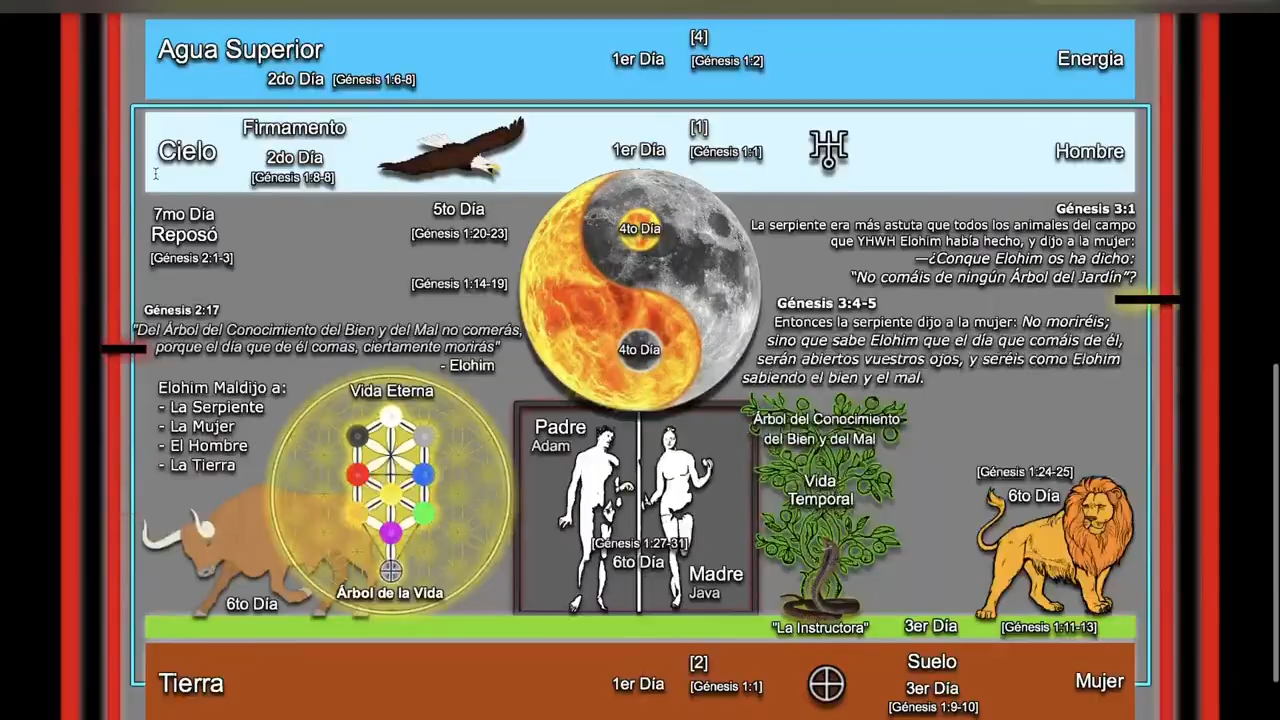 Agua Superior
2do Día [Génesis 1:6-8]
1er Día
[4]
[Génesis 1:2]
Energia
Cielo
Firmamento
2do Día
[Génesis 1:8-8]
1er Día
[1]
[Génesis 1:1]
Hombre
7mo Día
Reposó
[Génesis 2:1-3]
5to Día
[Génesis 1:20-23]
[Génesis 1:14-19]
4to Día
4to Día
Génesis 3:1
La serpiente era más astuta que todos los animales del campo
que YHWH Elohim había hecho, y dijo a la mujer:
—¿Conque Elohim os ha dicho:
"No comáis de ningún Árbol del Jardín"?
Génesis 3:4-5
Entonces la serpiente dijo a la mujer: No moriréis;
sino que sabe Elohim que el día que comáis de él,
serán abiertos vuestros ojos, y seréis como Elohim
sabiendo el bien y el mal.
Génesis 2:17
"Del Árbol del Conocimiento del Bien y del Mal no comerás,
porque el día que de él comas, ciertamente morirás"
- Elohim
Elohim Maldijo a:
- La Serpiente
- La Mujer
- El Hombre
- La Tierra
6to Día
Vida Eterna
Árbol de la Vida
Padre
Adam
[Génesis 1:27-31]
6to Día
Madre
Java
Árbol del Conocimiento
del Bien y del Mal
Vida
Temporal
"La Instructora"
[Génesis 1:24-25]
6to Día
3er Día
[Génesis 1:11-13]
Tierra
1er Día
[2]
[Génesis 1:1]
Suelo
3er Día
[Génesis 1:9-10]
Mujer